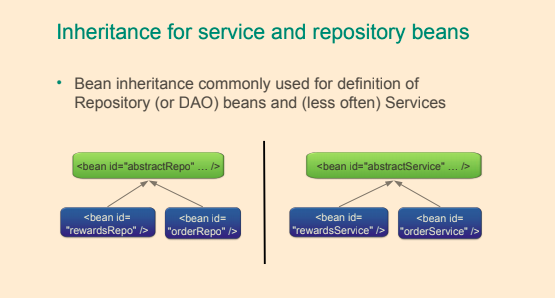 Inheritance for service and repository beans
• Bean inheritance commonly used for definition of
Repository (or DAO) beans and (less often) Services
<bean id="abstractRepo" … />
<bean id=
"rewardsRepo" />
<bean id=
"orderRepo" />
<bean id="abstractService" … />
<bean id=
"rewardsService" />
<bean id=
"orderService" />